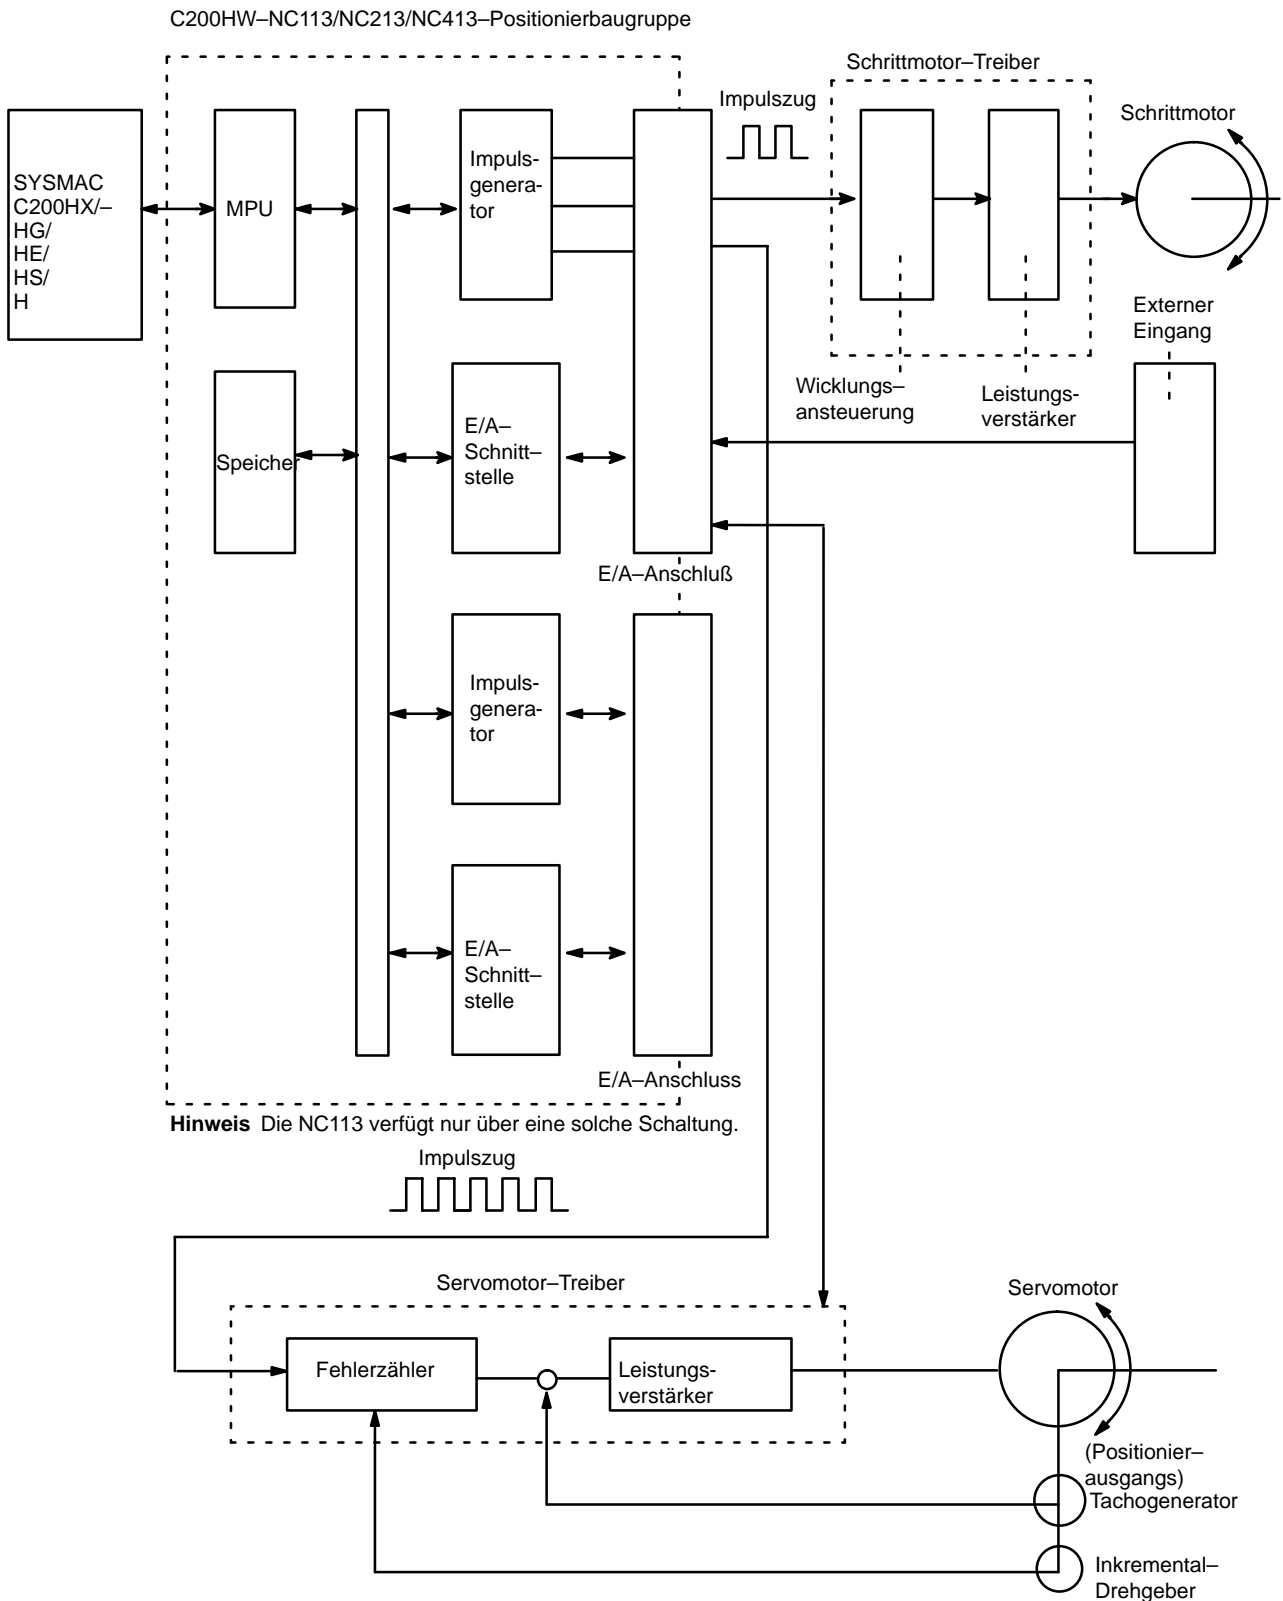 C200HW–NC113/NC213/NC413–Positionierbaugruppe
Schrittmotor–Treiber
Impulszug
Schrittmotor
SYSMAC
C200HX/–
HG/
HE/
HS/
H
MPU
Impuls-
genera-
tor
Externer
Eingang
Wicklungs–
ansteuerung
Leistungs-
verstärker
Speicher
E/A–
Schnitt–
stelle
E/A–Anschluß
Impuls-
genera-
tor
E/A–
Schnitt–
stelle
E/A–Anschluss
Hinweis Die NC113 verfügt nur über eine solche Schaltung.
Impulszug
Servomotor–Treiber
Servomotor
Fehlerzähler
Leistungs-
verstärker
(Positionier–
ausgangs)
Tachogenerator
Inkremental–
Drehgeber